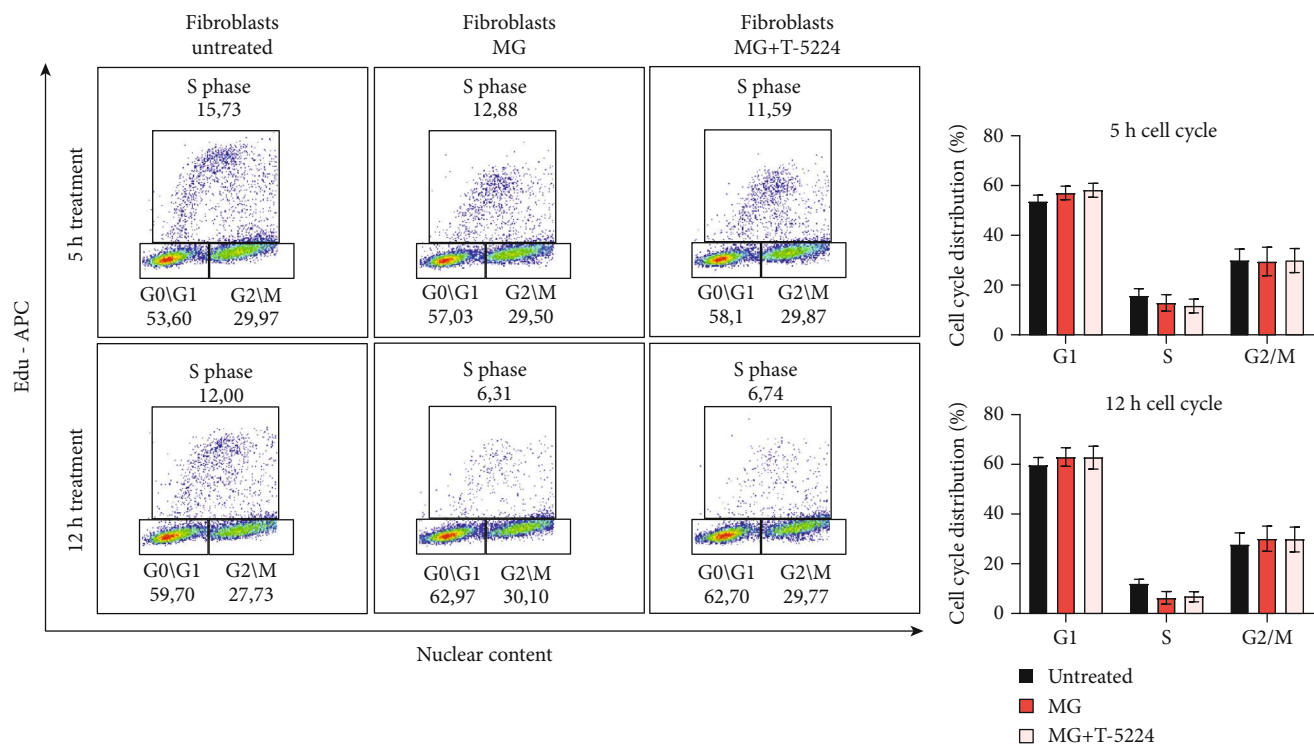 Fibroblasts
untreated
Fibroblasts
MG
Fibroblasts
MG+T-5224
Edu - APC
5 h treatment
S phase
15,73
G0\G1
53,60
G2\M
29,97
S phase
12,88
G0\G1
57,03
G2\M
29,50
S phase
11,59
G0\G1
58,1
G2\M
29,87
12 h treatment
S phase
12,00
G0\G1
59,70
G2\M
27,73
S phase
6,31
G0\G1
62,97
G2\M
30,10
S phase
6,74
G0\G1
62,70
G2\M
29,77
Nuclear content
5 h cell cycle
Cell cycle distribution (%)
80
60
40
20
0
G1
S
G2/M
12 h cell cycle
Cell cycle distribution (%)
80
60
40
20
0
G1
S
G2/M
Untreated
MG
MG+T-5224